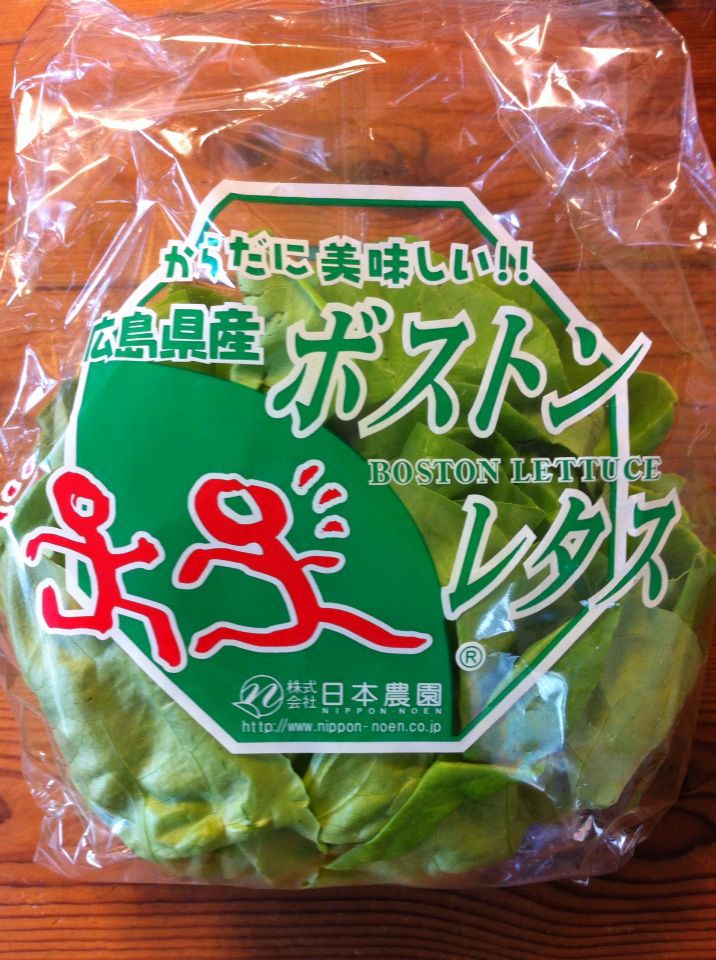 からだに美味しい!!
広島県産
ボストン
BOSTON LETTUCE
レタス
®
株式会社 日本農園
NIPPON-NOEN
http://www.nippon-noen.co.jp